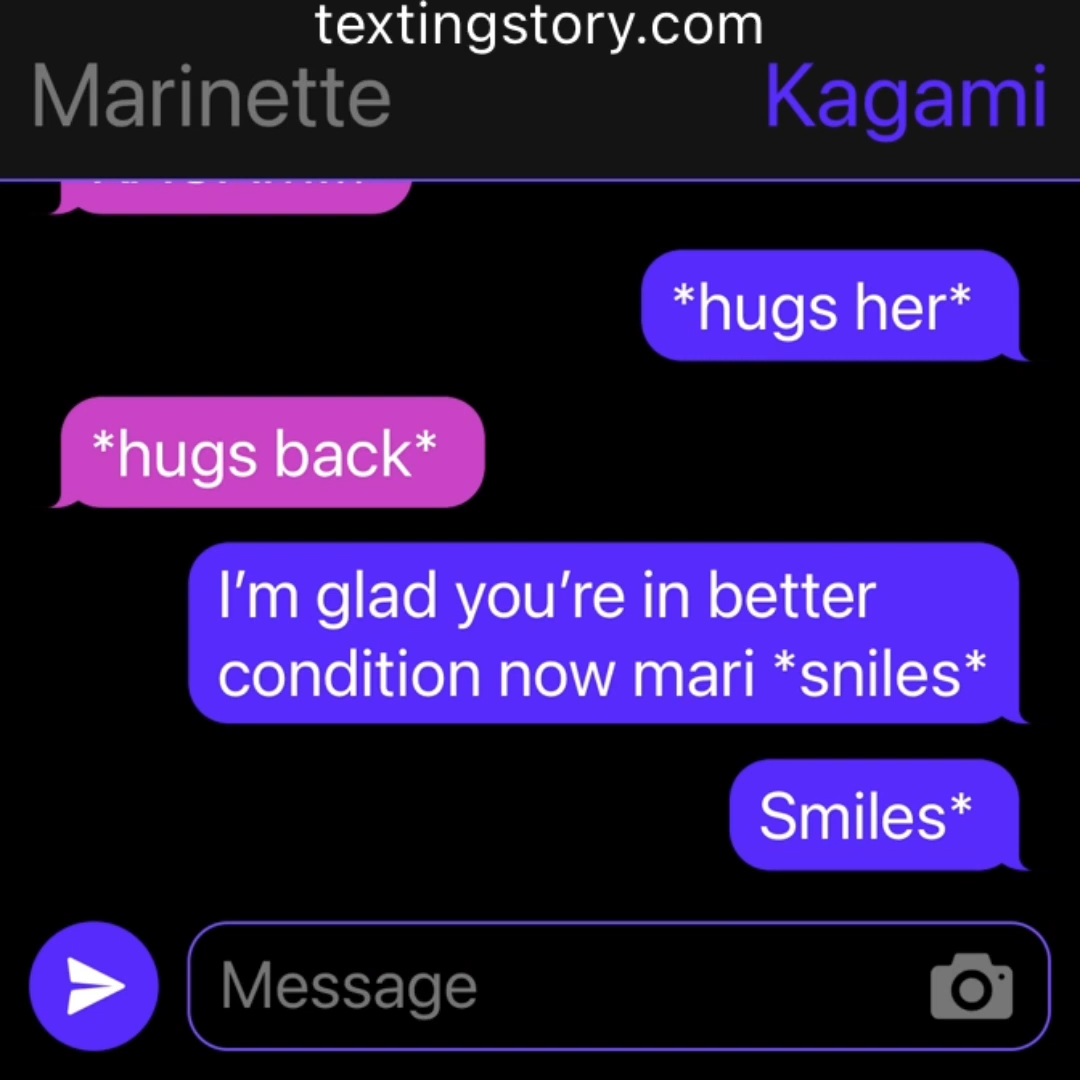 textingstory.com
Marinette Kagami
*hugs her*
*hugs back*
I’m glad you’re in better
condition now mari *sniles*
Smiles*
Message